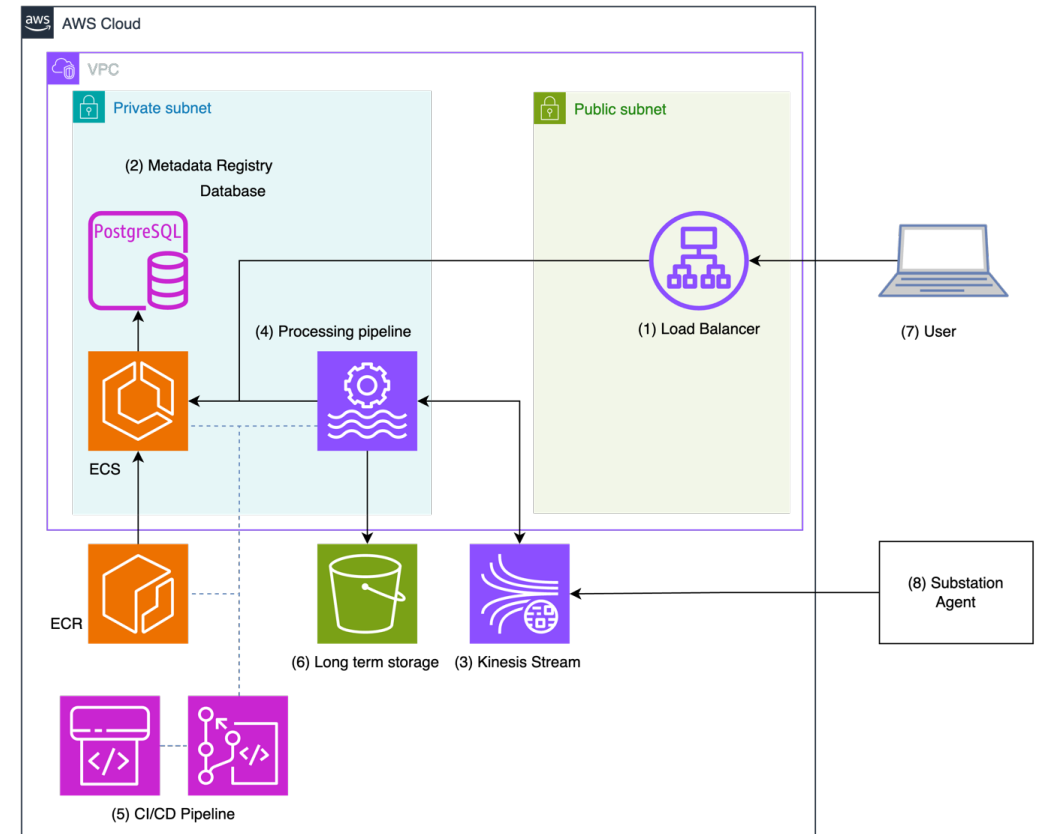 aws
AWS Cloud
VPC
Private subnet
Public subnet
(2) Metadata Registry
Database
PostgreSQL
(4) Processing pipeline
(1) Load Balancer
(7) User
ECS
(8) Substation
Agent
ECR
(6) Long term storage
(3) Kinesis Stream
</>
</>
(5) CI/CD Pipeline